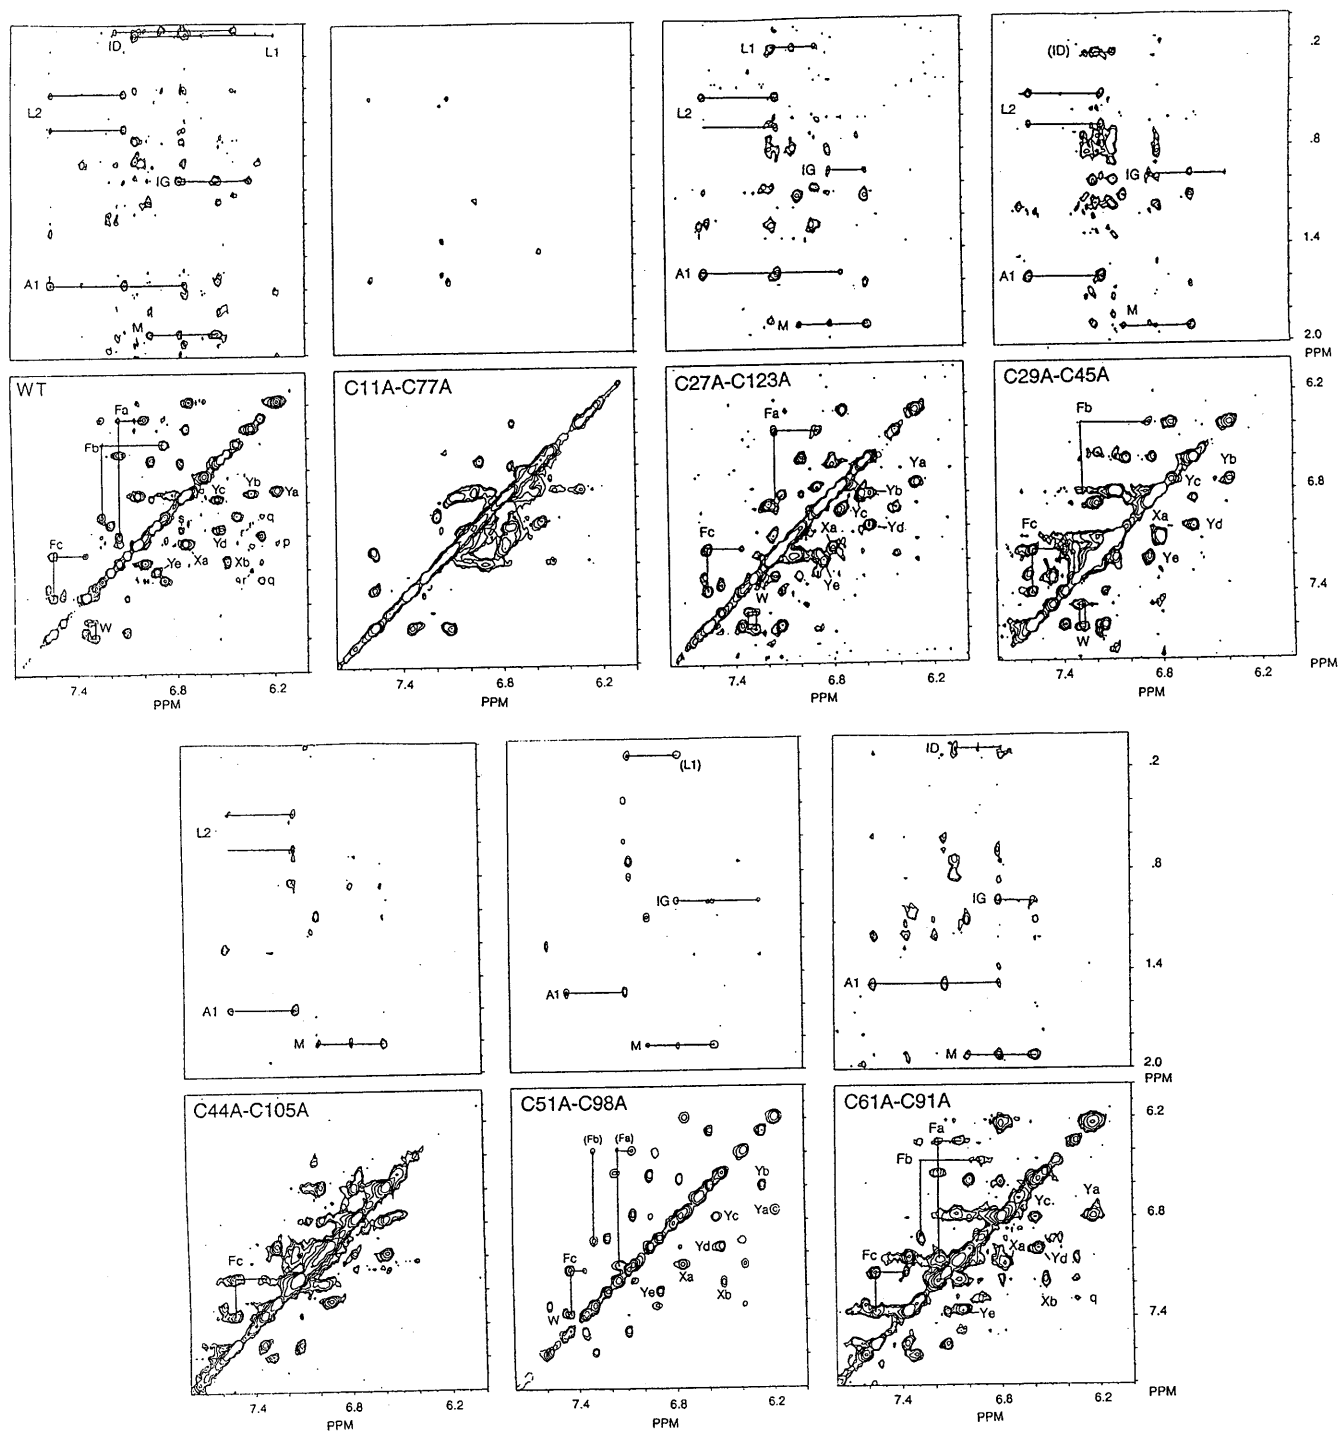 ID
L1
L2
IG
A1
M
L1
L2
IG
A1
M
(ID)
L2
IG
A1
M
.2
.8
1.4
2.0
PPM
WT
Fa
Fb
Yc
Yb
Ya
s
r
q
Fc
Yd
p
Ye
Xa
Xb
r
q
W
7.4
6.8
6.2
PPM
C11A-C77A
7.4
6.8
6.2
PPM
C27A-C123A
Fa
Ya
Yb
Yc
Fc
Xa
Yd
Ye
W
7.4
6.8
6.2
PPM
C29A-C45A
Fb
Yb
Yc
Fc
Xa
Yd
Ye
W
6.2
6.8
7.4
PPM
7.4
6.8
6.2
PPM
L2
A1
M
(L1)
IG
A1
M
ID
IG
A1
M
.2
.8
1.4
2.0
PPM
C44A-C105A
Fc
7.4
6.8
6.2
PPM
C51A-C98A
(Fb)
(Fa)
Yb
Yc
Ya
Fc
Yd
Xa
Ye
Xb
W
7.4
6.8
6.2
PPM
C61A-C91A
Fa
Fb
Yc
Ya
Fc
Xa
Yd
Ye
Xb
q
6.2
6.8
7.4
PPM
7.4
6.8
6.2
PPM